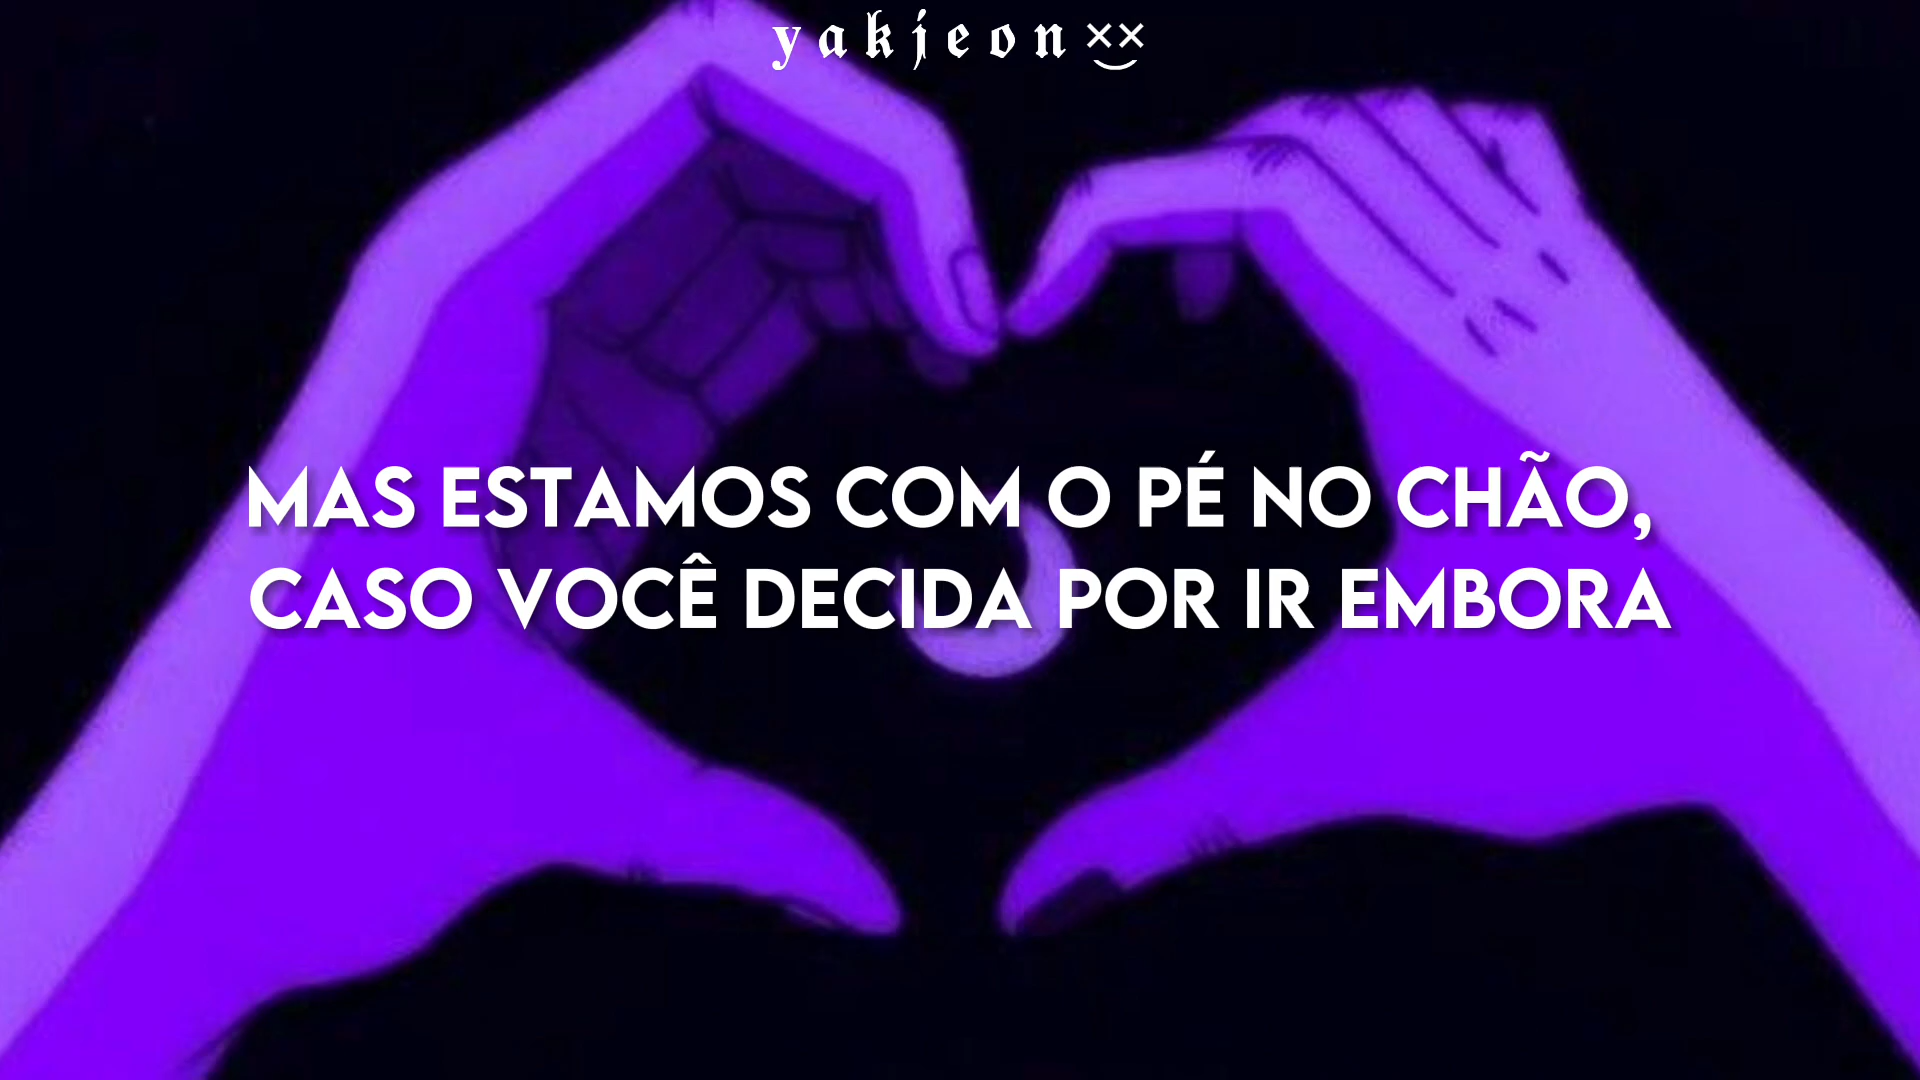 yakjeon
MAS ESTAMOS COM O PÉ NO CHÃO,
CASO VOCÊ DECIDA POR IR EMBORA